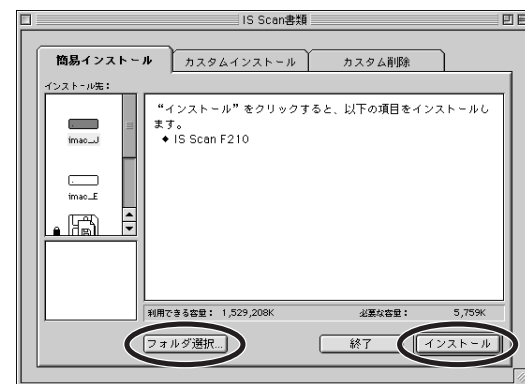 IS Scan書類
簡易インストール
カスタムインストール
カスタム削除
インストール先：
imac_J
imac_E
“インストール”をクリックすると、以下の項目をインストールし
ます。
◆ IS Scan F210
利用できる容量： 1,529,208K
必要な容量： 5,759K
フォルダ選択...
終了
インストール